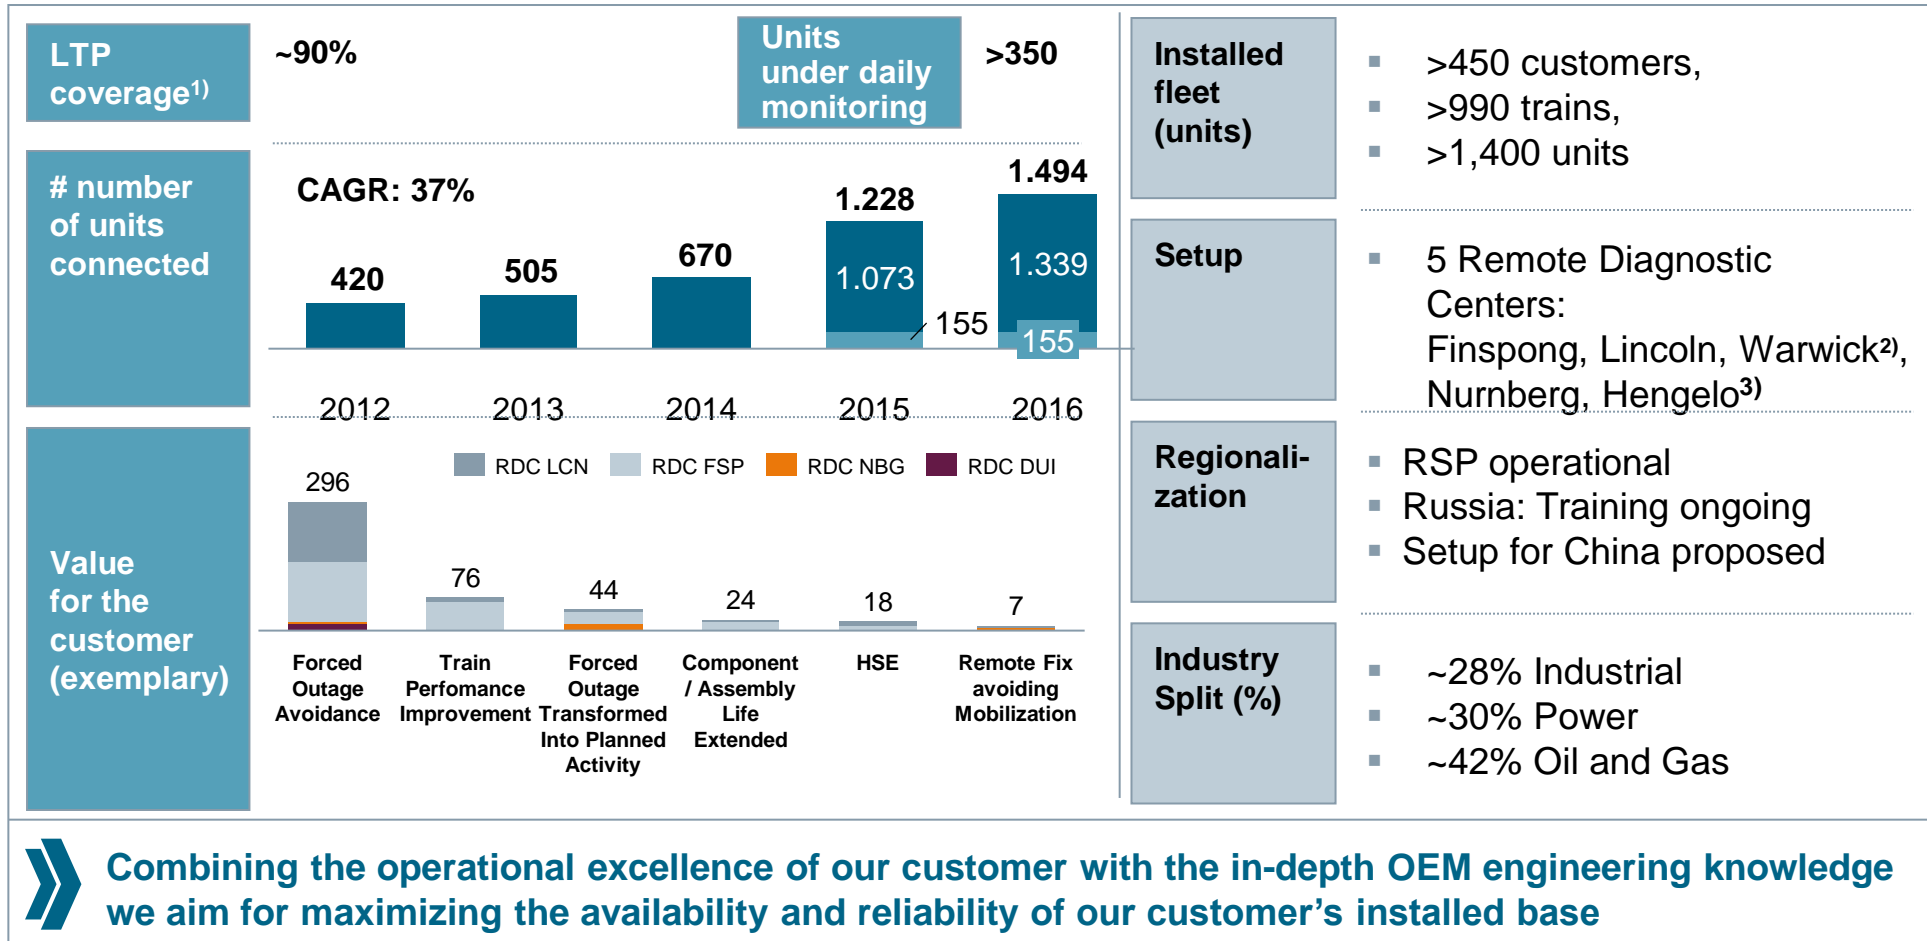 LTP
coverage1)
~90%
Units
under daily
monitoring
>350
# number
of units
connected
CAGR: 37%
420
505
670
1.228
1.073
155
1.494
1.339
155
2012
2013
2014
2015
2016
Value
for the
customer
(exemplary)
RDC LCN
RDC FSP
RDC NBG
RDC DUI
296
76
44
24
18
7
Forced
Outage
Avoidance
Train
Perfomance
Improvement
Forced
Outage
Transformed
Into Planned
Activity
Component
/ Assembly
Life
Extended
HSE
Remote Fix
avoiding
Mobilization
Installed
fleet
(units)
▪ >450 customers,
▪ >990 trains,
▪ >1,400 units
Setup
▪ 5 Remote Diagnostic
Centers:
Finspong, Lincoln, Warwick2),
Nurnberg, Hengelo3)
Regionali-
zation
▪ RSP operational
▪ Russia: Training ongoing
▪ Setup for China proposed
Industry
Split (%)
▪ ~28% Industrial
▪ ~30% Power
▪ ~42% Oil and Gas
Combining the operational excellence of our customer with the in-depth OEM engineering knowledge
we aim for maximizing the availability and reliability of our customer’s installed base